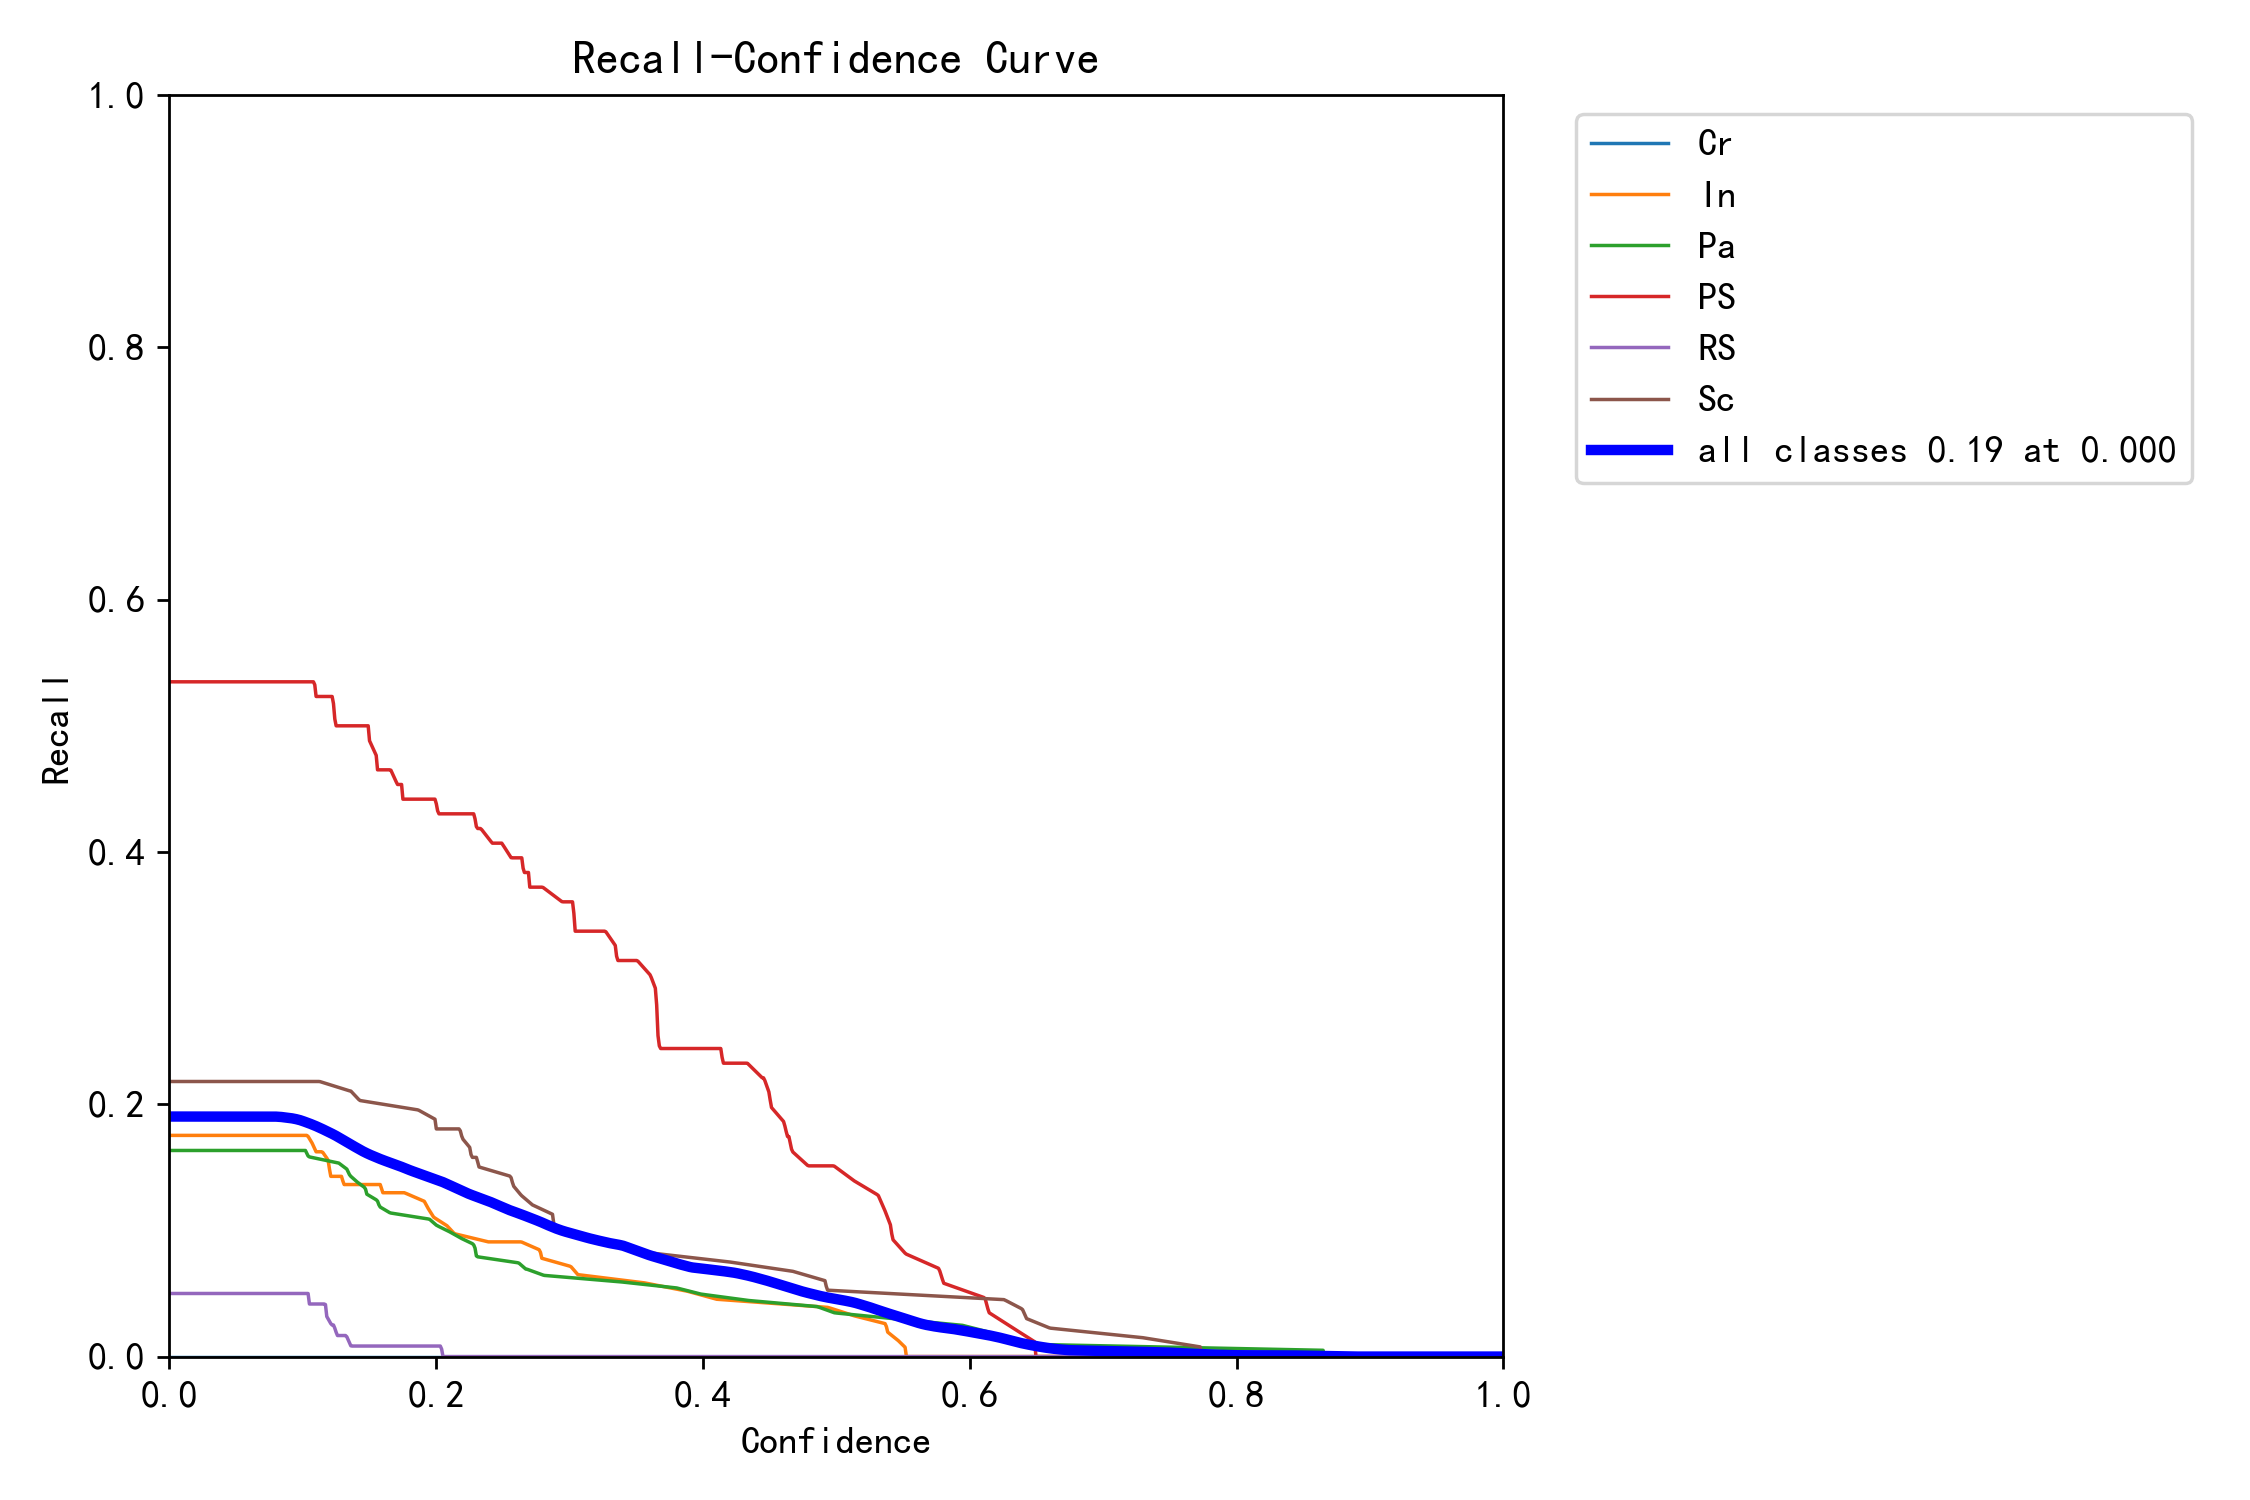 Recall-Confidence Curve
1.0
0.8
0.6
0.4
0.2
0.0
Recall
0.0 0.2 0.4 0.6 0.8 1.0
Confidence
Cr
In
Pa
PS
RS
Sc
all classes 0.19 at 0.000